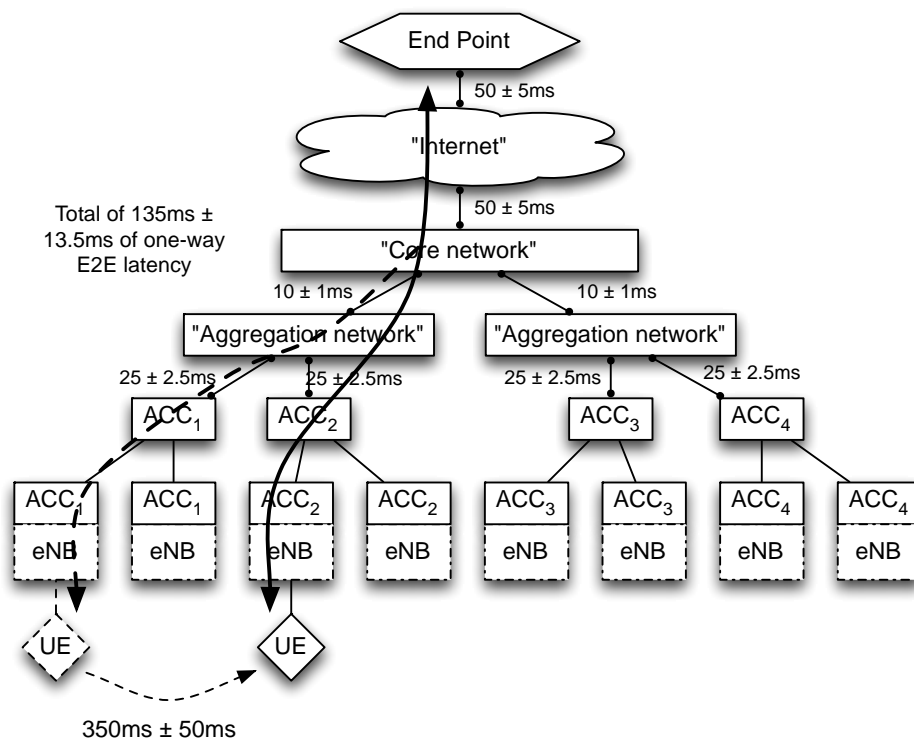 End Point
50 ± 5ms
"Internet"
50 ± 5ms
Total of 135ms ±
13.5ms of one-way
E2E latency
"Core network"
10 ± 1ms
10 ± 1ms
"Aggregation network"
"Aggregation network"
25 ± 2.5ms
25 ± 2.5ms
25 ± 2.5ms
25 ± 2.5ms
ACC1
ACC2
ACC3
ACC4
ACC1
ACC1
ACC2
ACC2
ACC3
ACC3
ACC4
ACC4
eNB
eNB
eNB
eNB
eNB
eNB
eNB
eNB
UE
UE
350ms ± 50ms